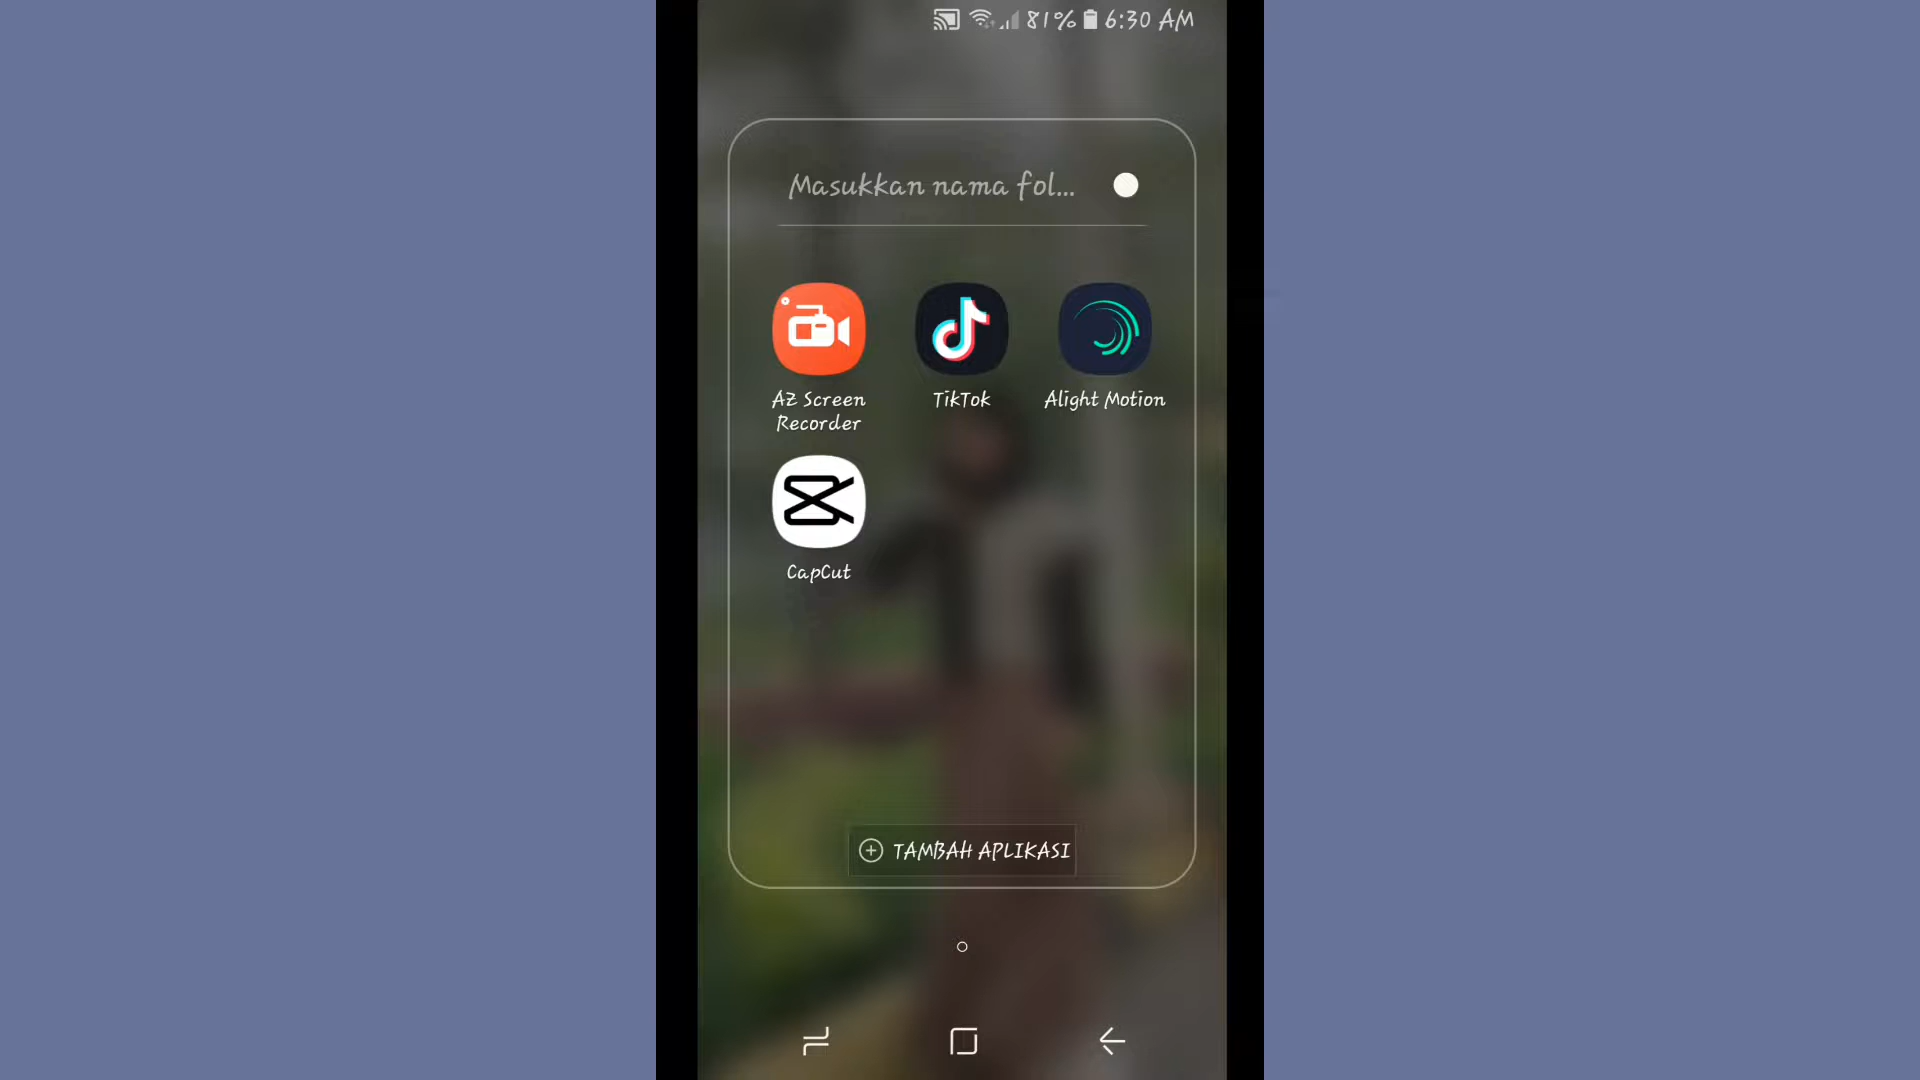 81% 6:30 AM
Masukkan nama fol...
AZ Screen
Recorder
TikTok
Alight Motion
CapCut
TAMBAH APLIKASI